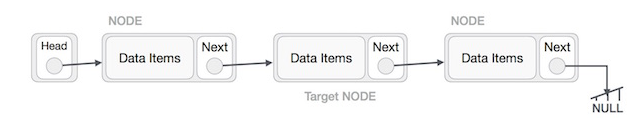 NODE
NODE
Head
Data Items
Next
Data Items
Next
Data Items
Next
Target NODE
NULL